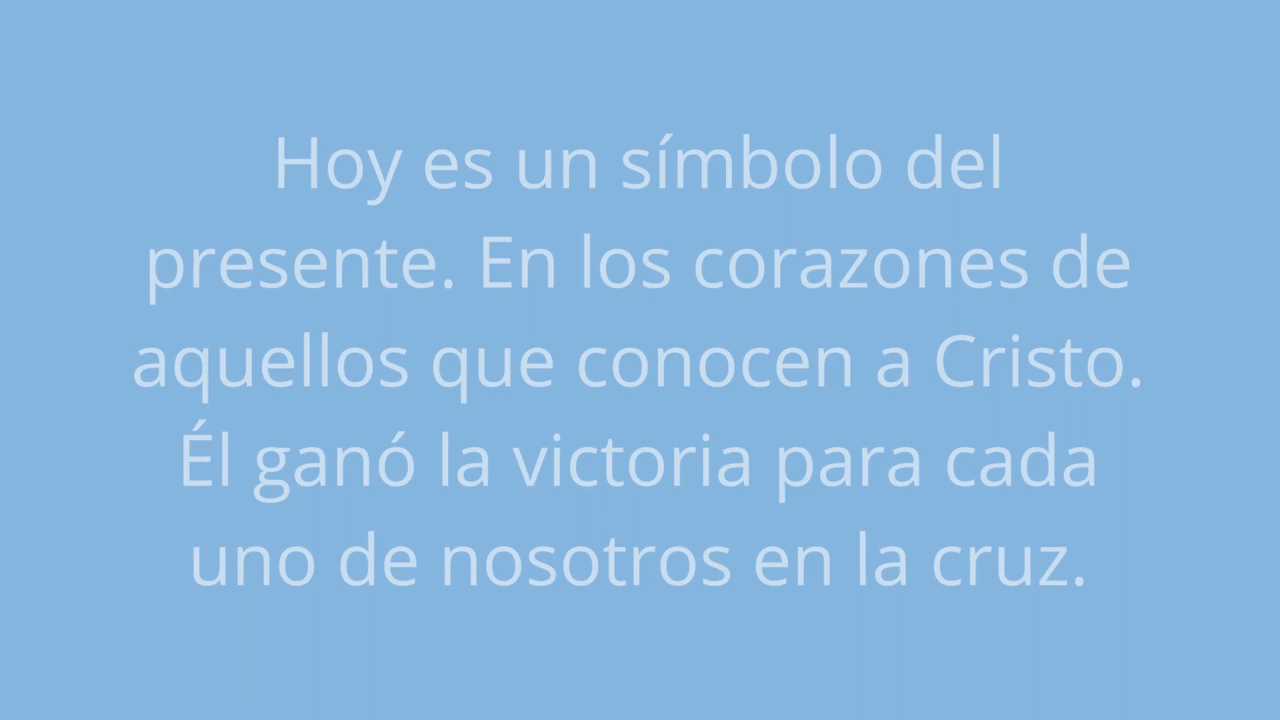 Hoy es un símbolo del
presente. En los corazones de
aquellos que conocen a Cristo.
Él ganó la victoria para cada
uno de nosotros en la cruz.